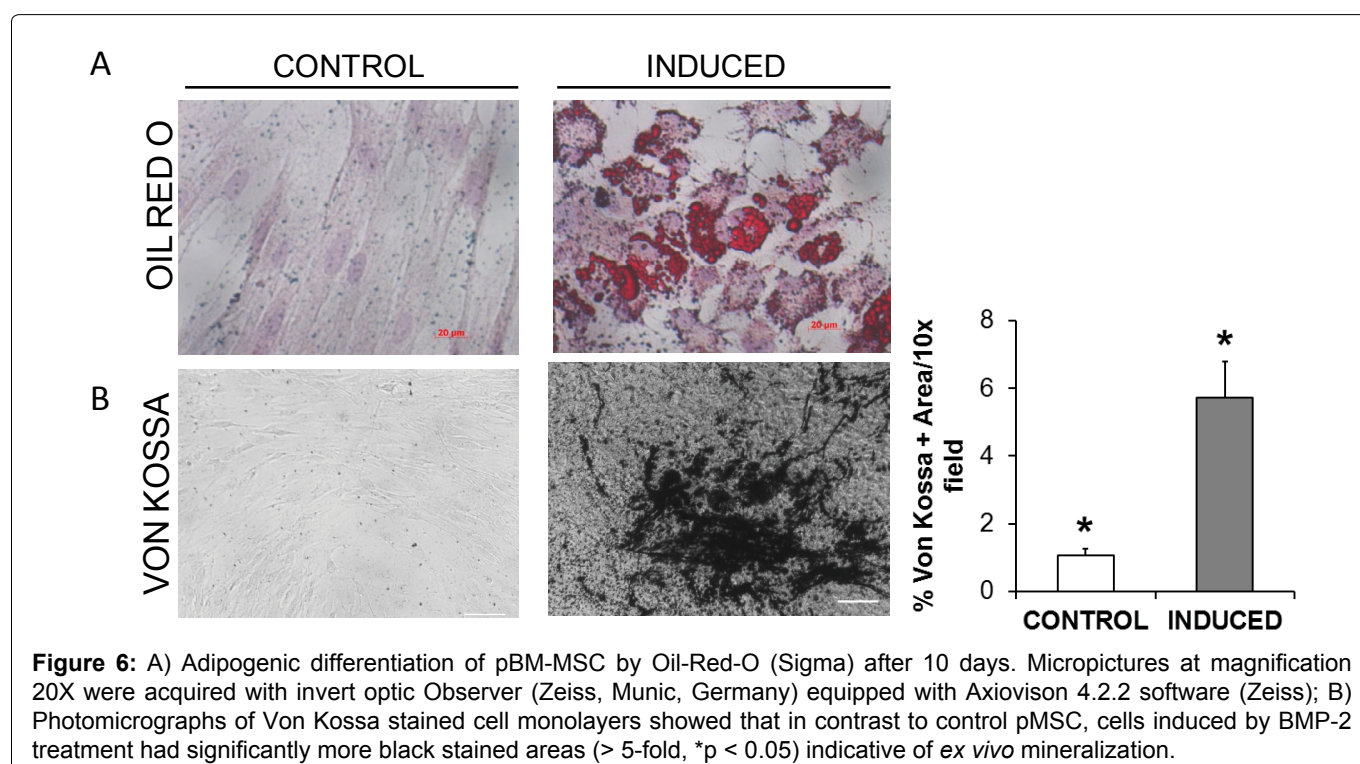 A
CONTROL
INDUCED
OIL RED O
20 µm
20 µm
B
VON KOSSA
% Von Kossa + Area/10x
field
8
6
4
2
0
*
*
CONTROL
INDUCED
Figure 6: A) Adipogenic differentiation of pBM-MSC by Oil-Red-O (Sigma) after 10 days. Micropictures at magnification
20X were acquired with invert optic Observer (Zeiss, Munic, Germany) equipped with Axiovison 4.2.2 software (Zeiss); B)
Photomicrographs of Von Kossa stained cell monolayers showed that in contrast to control pMSC, cells induced by BMP-2
treatment had significantly more black stained areas (> 5-fold, *p < 0.05) indicative of ex vivo mineralization.